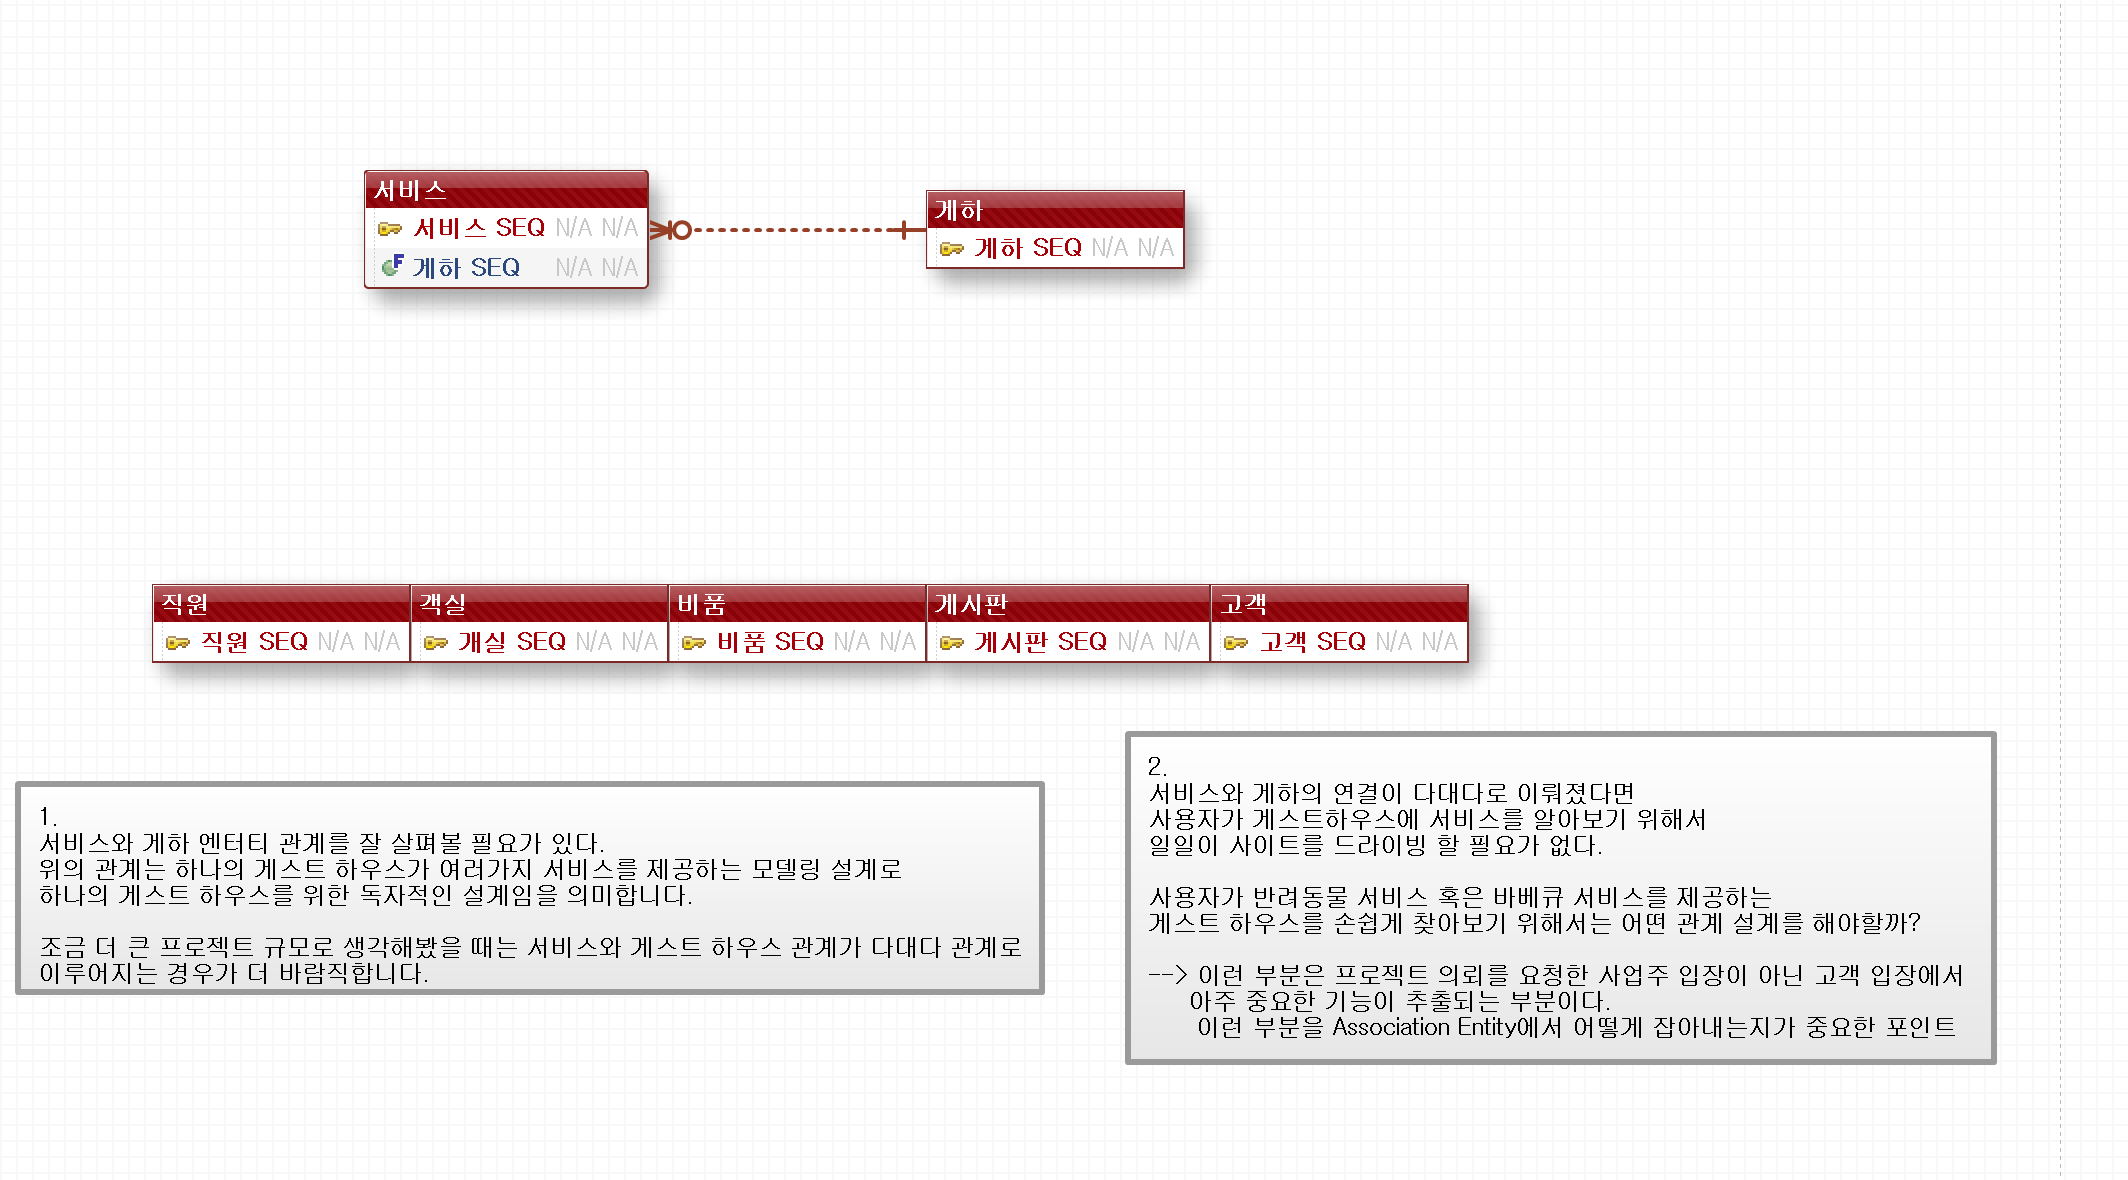 서비스
서비스 SEQ N/A N/A
게하 SEQ N/A N/A
게하
게하 SEQ N/A N/A
직원
직원 SEQ N/A N/A
객실
개실 SEQ N/A N/A
비품
비품 SEQ N/A N/A
게시판
게시판 SEQ N/A N/A
고객
고객 SEQ N/A N/A
1.
서비스와 게하 엔터티 관계를 잘 살펴볼 필요가 있다.
위의 관계는 하나의 게스트 하우스가 여러가지 서비스를 제공하는 모델링 설계로
하나의 게스트 하우스를 위한 독자적인 설계임을 의미합니다.
조금 더 큰 프로젝트 규모로 생각해봤을 때는 서비스와 게스트 하우스 관계가 다대다 관계로
이루어지는 경우가 더 바람직합니다.
2.
서비스와 게하의 연결이 다대다로 이뤄졌다면
사용자가 게스트하우스에 서비스를 알아보기 위해서
일일이 사이트를 드라이빙 할 필요가 없다.
사용자가 반려동물 서비스 혹은 바베큐 서비스를 제공하는
게스트 하우스를 손쉽게 찾아보기 위해서는 어떤 관계 설계를 해야할까?
--> 이런 부분은 프로젝트 의뢰를 요청한 사업주 입장이 아닌 고객 입장에서
아주 중요한 기능이 추출되는 부분이다.
이런 부분을 Association Entity에서 어떻게 잡아내는지가 중요한 포인트